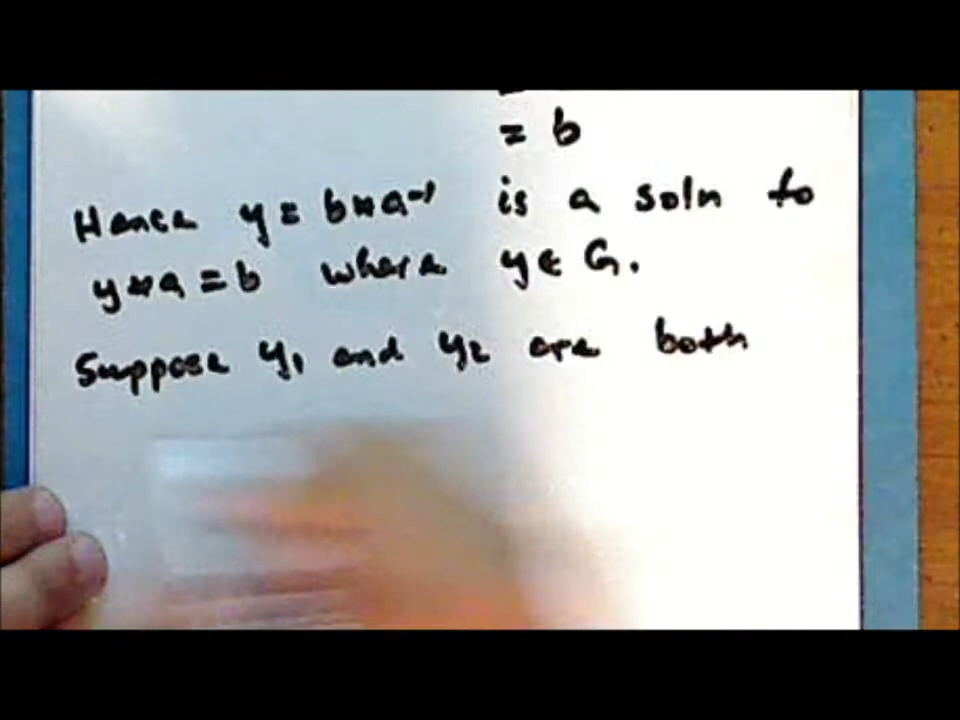 = b
Hence y = b*a⁻¹ is a soln to
y*a = b where y ∈ G.
Suppose y₁ and y₂ are both